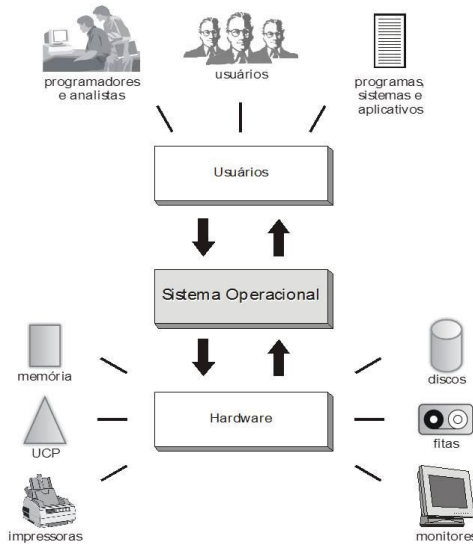 programadores
e analistas
usuários
programas,
sistemas e
aplicativos
Usuários
Sistema Operacional
memória
discos
Hardware
UCP
fitas
impressoras
monitores